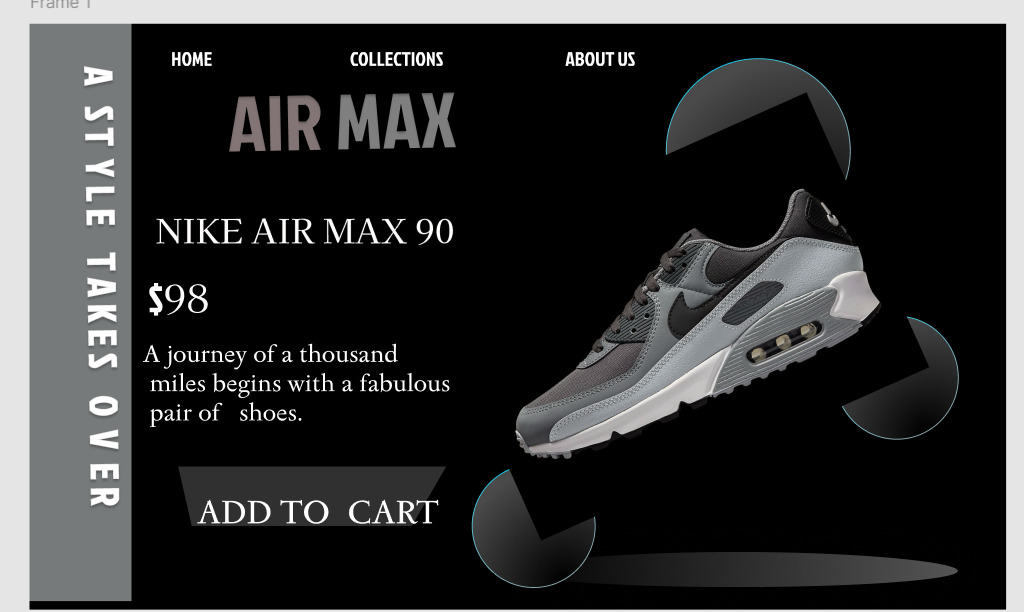 Frame 1
HOME COLLECTIONS ABOUT US
AIR MAX
A STYLE TAKES OVER
NIKE AIR MAX 90
$98
A journey of a thousand
miles begins with a fabulous
pair of shoes.
ADD TO CART